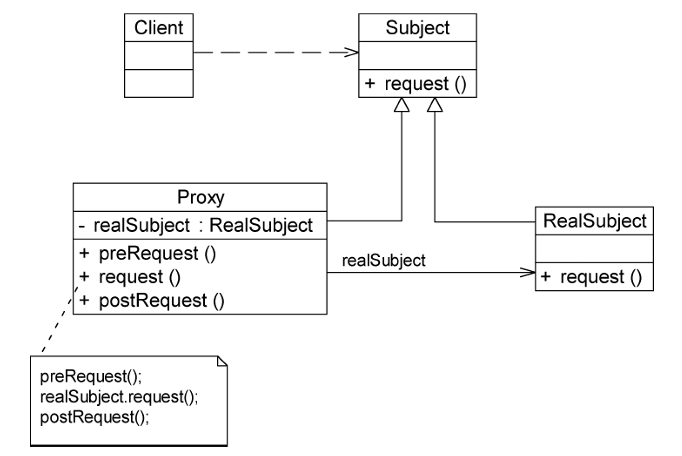 Client
Subject
+ request ()
Proxy
- realSubject : RealSubject
+ preRequest ()
+ request ()
+ postRequest ()
realSubject
RealSubject
+ request ()
preRequest();
realSubject.request();
postRequest();